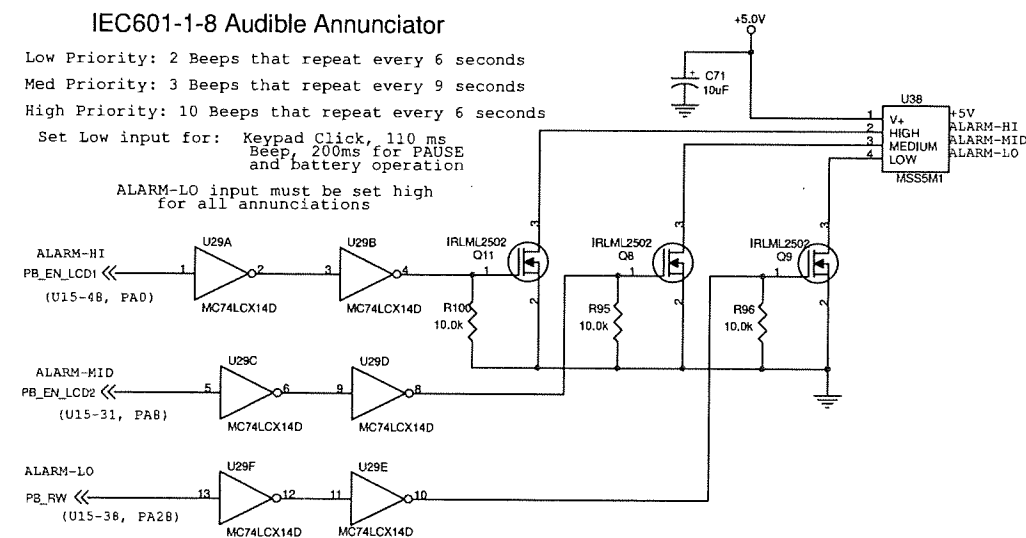 IEC601-1-8 Audible Annunciator
Low Priority: 2 Beeps that repeat every 6 seconds
Med Priority: 3 Beeps that repeat every 9 seconds
High Priority: 10 Beeps that repeat every 6 seconds
Set Low input for: Keypad Click, 110 ms
Beep, 200ms for PAUSE
and battery operation
ALARM-LO input must be set high
for all annunciations
+5.0V
+
C71
10uF
U38
1 V+ +5V
2 HIGH ALARM-HI
3 MEDIUM ALARM-MID
4 LOW ALARM-LO
MSS5M1
ALARM-HI
PB_EN_LCD1
(U15-48, PA0)
U29A
1 2
MC74LCX14D
U29B
3 4
MC74LCX14D
IRLML2502
Q11
1
3
2
R100
10.0k
IRLML2502
Q8
1
3
2
R95
10.0k
IRLML2502
Q9
1
3
2
R96
10.0k
ALARM-MID
PB_EN_LCD2
(U15-31, PA8)
U29C
5 6
MC74LCX14D
U29D
9 8
MC74LCX14D
ALARM-LO
PB_RW
(U15-38, PA28)
U29F
13 12
MC74LCX14D
U29E
11 10
MC74LCX14D